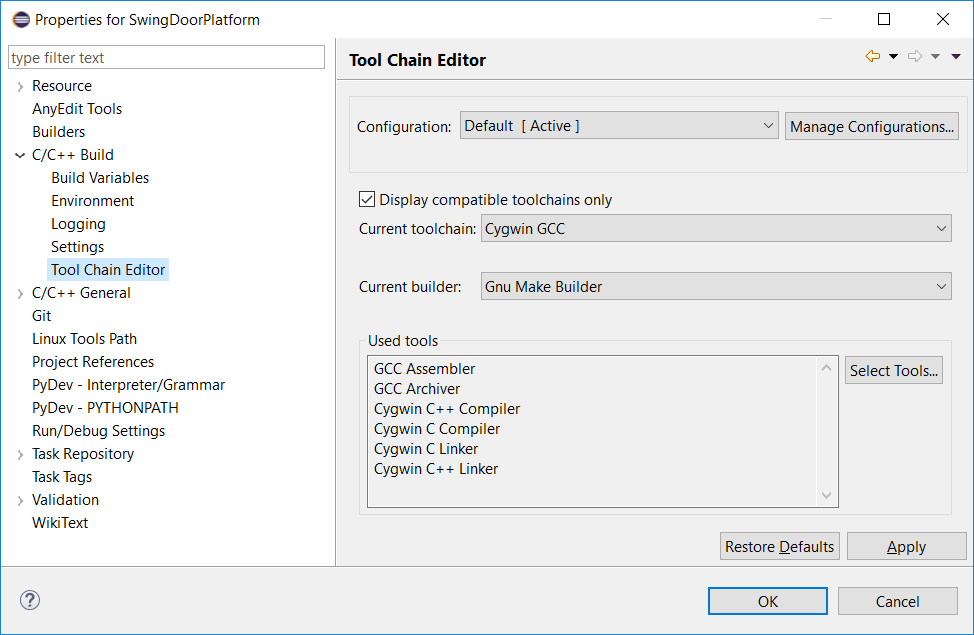 Properties for SwingDoorPlatform
type filter text
Resource
AnyEdit Tools
Builders
C/C++ Build
Build Variables
Environment
Logging
Settings
Tool Chain Editor
C/C++ General
Git
Linux Tools Path
Project References
PyDev - Interpreter/Grammar
PyDev - PYTHONPATH
Run/Debug Settings
Task Repository
Task Tags
Validation
WikiText
Tool Chain Editor
Configuration: Default [ Active ] Manage Configurations...
Display compatible toolchains only
Current toolchain: Cygwin GCC
Current builder: Gnu Make Builder
Used tools
GCC Assembler
GCC Archiver
Cygwin C++ Compiler
Cygwin C Compiler
Cygwin C Linker
Cygwin C++ Linker
Select Tools...
Restore Defaults Apply
? OK Cancel